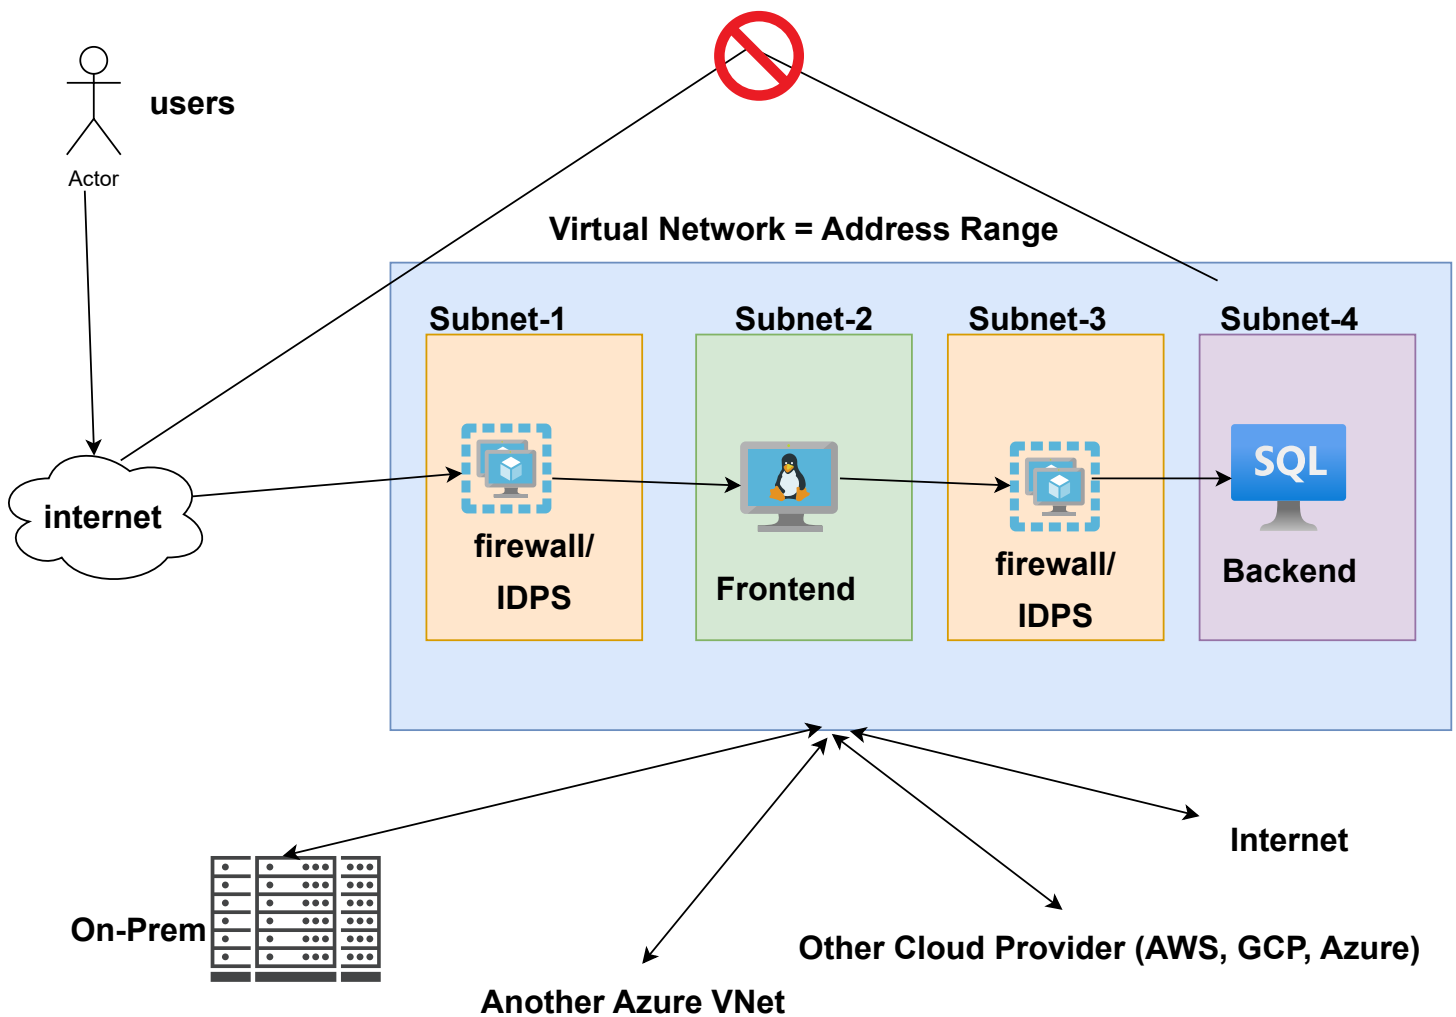 users
Actor
Virtual Network = Address Range
Subnet-1
Subnet-2
Subnet-3
Subnet-4
internet
firewall/
IDPS
Frontend
firewall/
IDPS
SQL
Backend
Internet
On-Prem
Other Cloud Provider (AWS, GCP, Azure)
Another Azure VNet